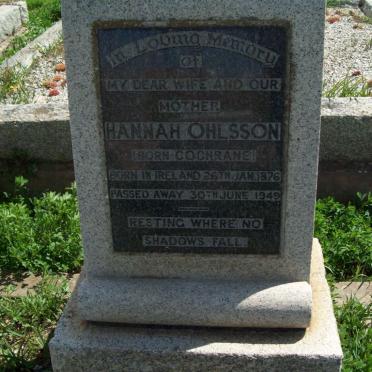 In Loving Memory
OF
MY DEAR WIFE AND OUR
MOTHER
HANNAH OHLSSON
(BORN COCHRANE)
BORN IN IRELAND 26TH JAN. 1876
PASSED AWAY 30TH JUNE 1949
RESTING WHERE NO
SHADOWS FALL.